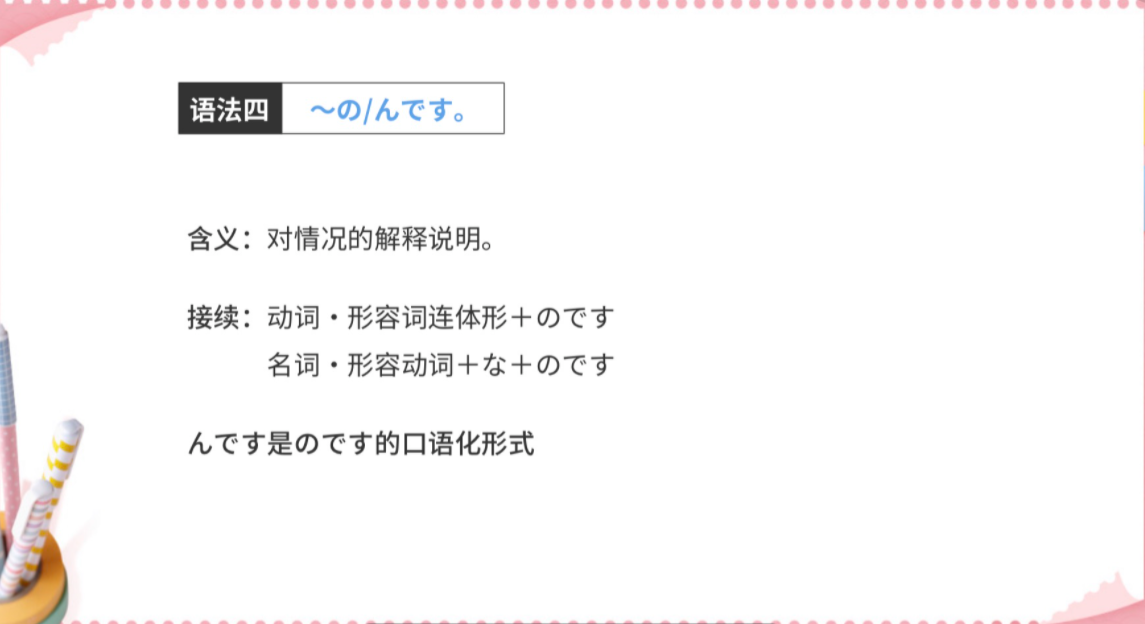 语法四 ～の/んです。
含义：对情况的解释说明。
接续：动词・形容词连体形＋のです
名词・形容动词＋な＋のです
んです是のです的口语化形式